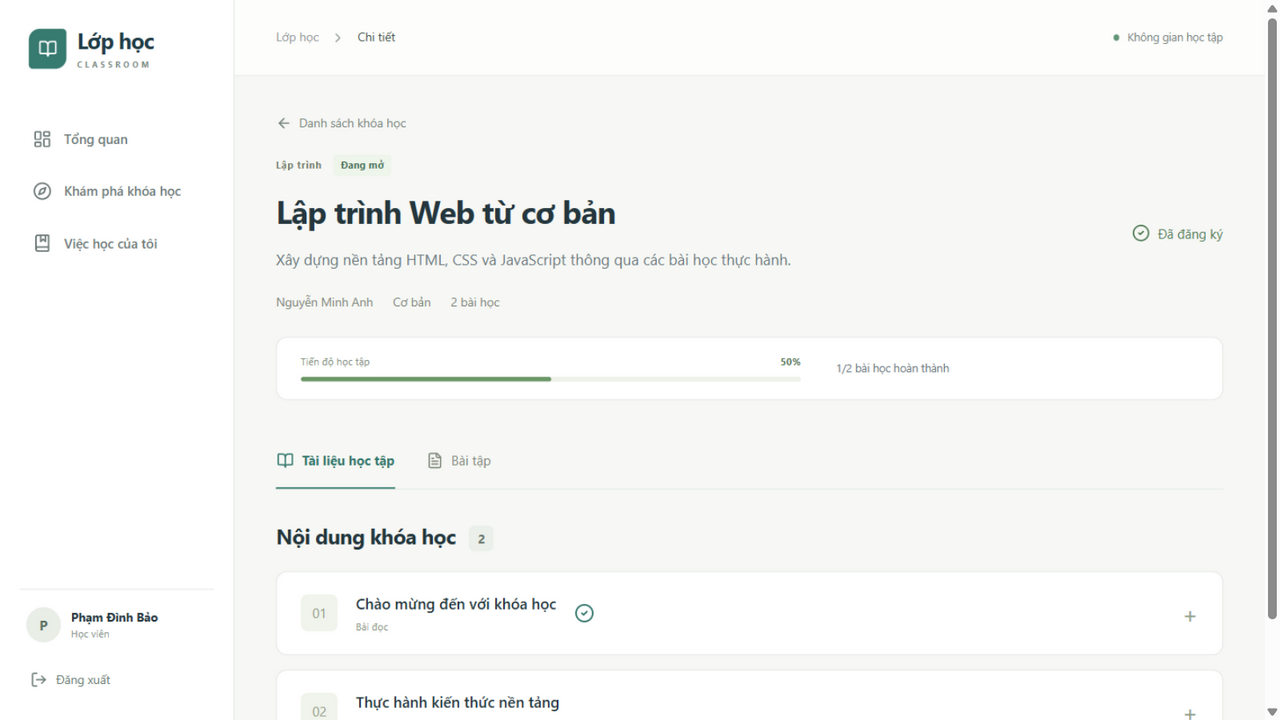 Lớp học
CLASSROOM
Tổng quan
Khám phá khóa học
Việc học của tôi
Phạm Đình Bảo
P
Học viên
Đăng xuất
Lớp học > Chi tiết
Không gian học tập
Danh sách khóa học
Lập trình Đang mở
Lập trình Web từ cơ bản
Đã đăng ký
Xây dựng nền tảng HTML, CSS và JavaScript thông qua các bài học thực hành.
Nguyễn Minh Anh Cơ bản 2 bài học
Tiến độ học tập 50%
1/2 bài học hoàn thành
Tài liệu học tập Bài tập
Nội dung khóa học 2
01 Chào mừng đến với khóa học
Bài đọc
02 Thực hành kiến thức nền tảng